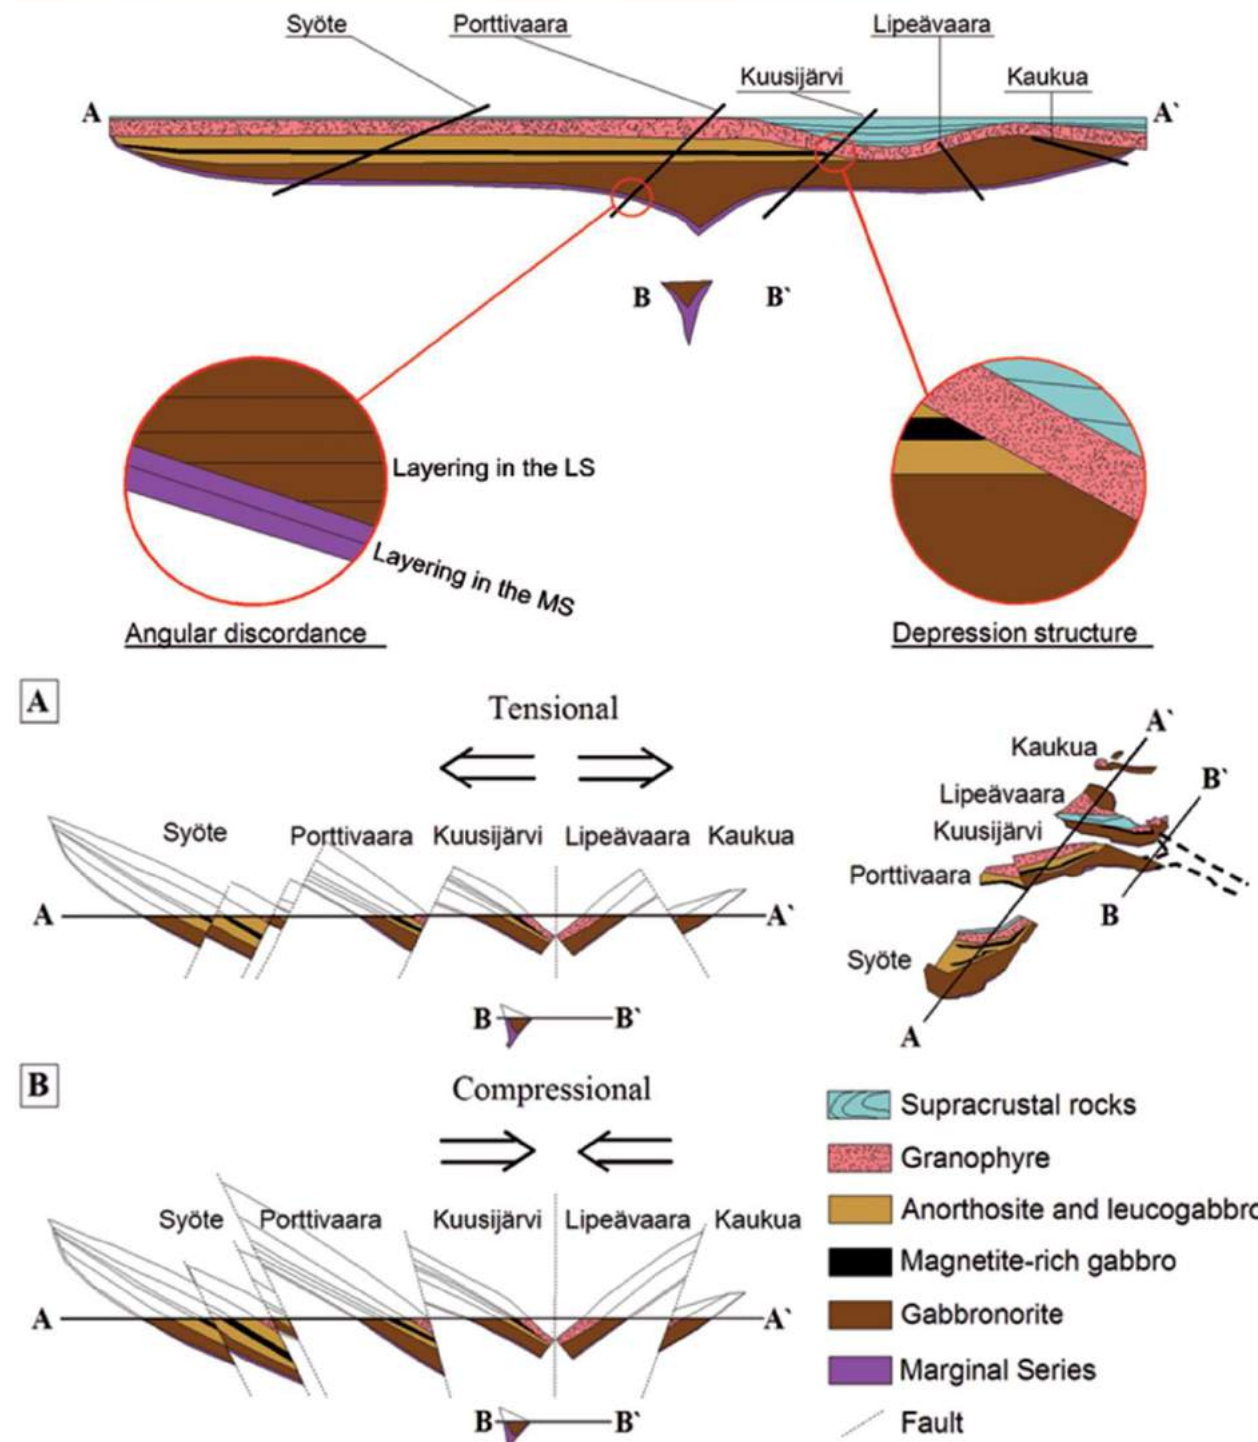 Syöte
Porttivaara
Lipeävaara
Kuusijärvi
Kaukua
A
A`
B
B`
Layering in the LS
Layering in the MS
Angular discordance
Depression structure
A
Tensional
Syöte
Porttivaara
Kuusijärvi
Lipeävaara
Kaukua
A
A`
B
B`
Kaukua
A`
Lipeävaara
B`
Kuusijärvi
Porttivaara
B
Syöte
A
B
Compressional
Syöte
Porttivaara
Kuusijärvi
Lipeävaara
Kaukua
A
A`
B
B`
Supracrustal rocks
Granophyre
Anorthosite and leucogabbro
Magnetite-rich gabbro
Gabbronorite
Marginal Series
Fault